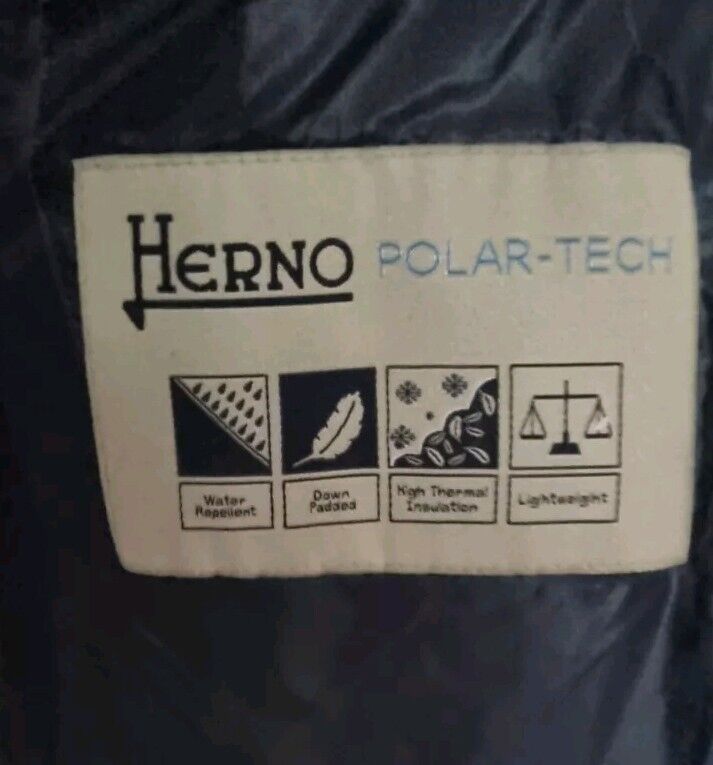 HERNO POLAR-TECH
Water Repellent
Down Padded
High Thermal Insulation
Lightweight